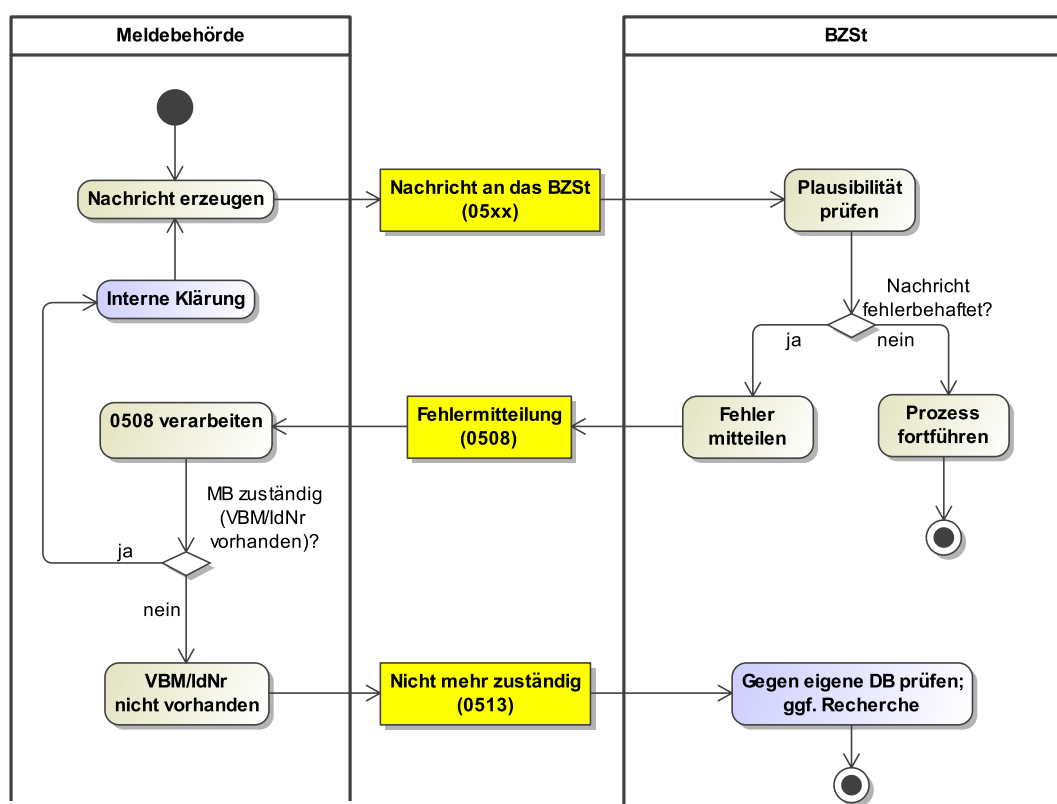 Meldebehörde
BZSt
Nachricht erzeugen
Nachricht an das BZSt
(05xx)
Plausibilität
prüfen
Interne Klärung
Nachricht
fehlerbehaftet?
ja
nein
0508 verarbeiten
Fehlermitteilung
(0508)
Fehler
mitteilen
Prozess
fortführen
MB zuständig
(VBM/IdNr
vorhanden)?
ja
nein
VBM/IdNr
nicht vorhanden
Nicht mehr zuständig
(0513)
Gegen eigene DB prüfen;
ggf. Recherche